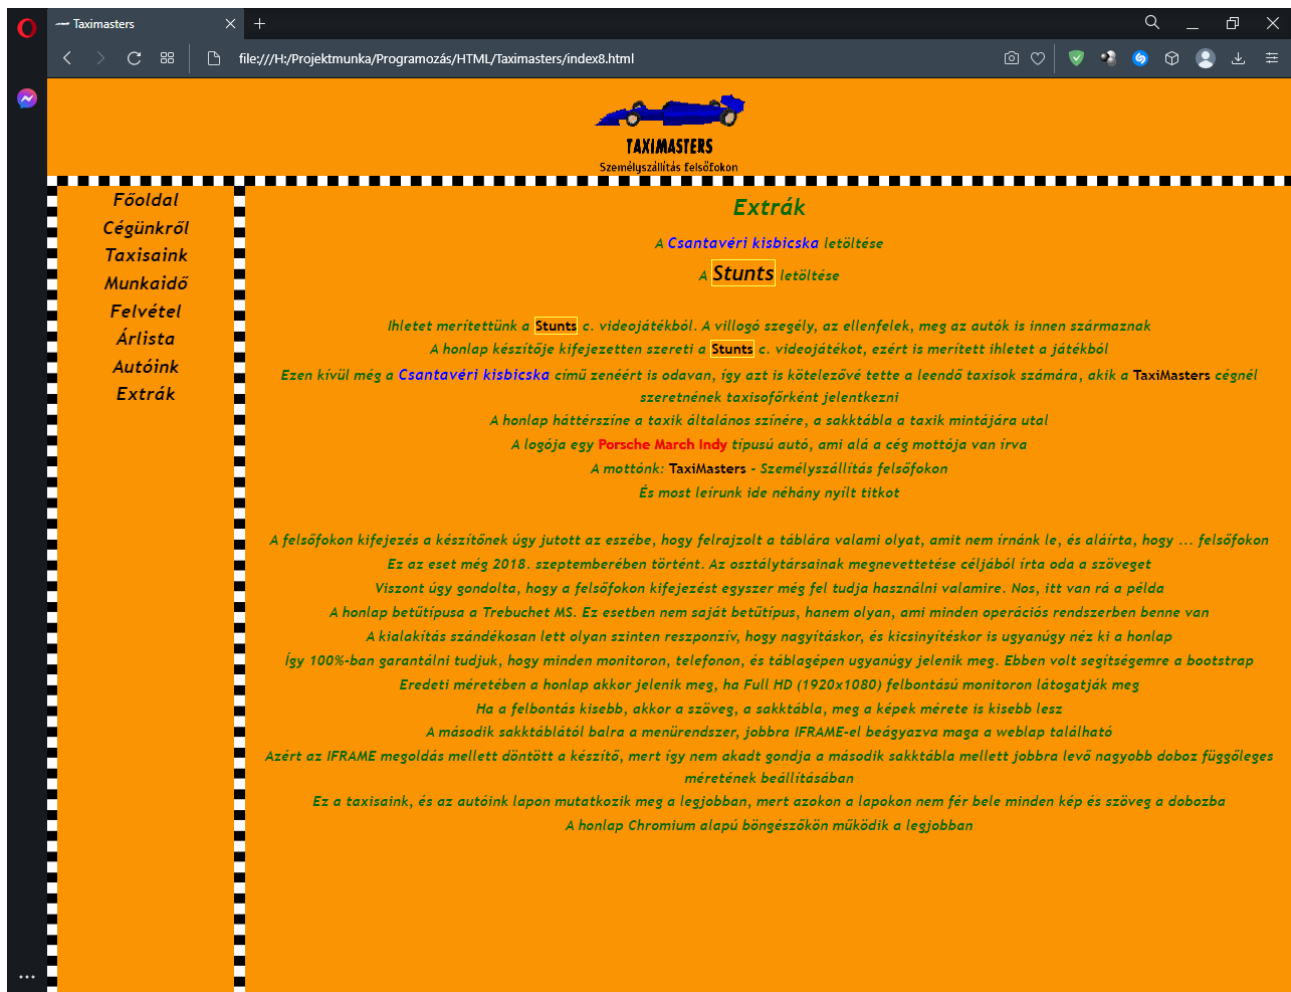 Taximasters
file:///H:/Projektmunka/Programozás/HTML/Taximasters/index8.html
TAXIMASTERS
Személyszállítás felsőfokon
Főoldal
Cégünkről
Taxisaink
Munkaidő
Felvétel
Árlista
Autóink
Extrák
Extrák
A Csantavéri kisbicska letöltése
A Stunts letöltése
Ihletet merítettünk a Stunts c. videojátékból. A villogó szegély, az ellenfelek, meg az autók is innen származnak
A honlap készítője kifejezetten szereti a Stunts c. videojátékot, ezért is merített ihletet a játékból
Ezen kívül még a Csantavéri kisbicska című zenéért is odavan, így azt is kötelezővé tette a leendő taxisok számára, akik a TaxiMasters cégnél
szeretnének taxisofőrként jelentkezni
A honlap háttérszíne a taxik általános színére, a sakktábla a taxik mintájára utal
A logója egy Porsche March Indy típusú autó, ami alá a cég mottója van írva
A mottónk: TaxiMasters - Személyszállítás felsőfokon
És most leírunk ide néhány nyílt titkot
A felsőfokon kifejezés a készítőnek úgy jutott az eszébe, hogy felrajzolt a táblára valami olyat, amit nem írnánk le, és aláírta, hogy ... felsőfokon
Ez az eset még 2018. szeptemberében történt. Az osztálytársainak megnevettetése céljából írta oda a szöveget
Viszont úgy gondolta, hogy a felsőfokon kifejezést egyszer még fel tudja használni valamire. Nos, itt van rá a példa
A honlap betűtípusa a Trebuchet MS. Ez esetben nem saját betűtípus, hanem olyan, ami minden operációs rendszerben benne van
A kialakítás szándékosan lett olyan szinten reszponzív, hogy nagyításkor, és kicsinyítéskor is ugyanúgy néz ki a honlap
Így 100%-ban garantálni tudjuk, hogy minden monitoron, telefonon, és táblagépen ugyanúgy jelenik meg. Ebben volt segítségemre a bootstrap
Eredeti méretében a honlap akkor jelenik meg, ha Full HD (1920x1080) felbontású monitoron látogatják meg
Ha a felbontás kisebb, akkor a szöveg, a sakktábla, meg a képek mérete is kisebb lesz
A második sakktáblától balra a menürendszer, jobbra IFRAME-el beágyazva maga a weblap található
Azért az IFRAME megoldás mellett döntött a készítő, mert így nem akadt gondja a második sakktábla mellett jobbra levő nagyobb doboz függőleges
méretének beállításában
Ez a taxisaink, és az autóink lapon mutatkozik meg a legjobban, mert azokon a lapokon nem fér bele minden kép és szöveg a dobozba
A honlap Chromium alapú böngészőkön működik a legjobban